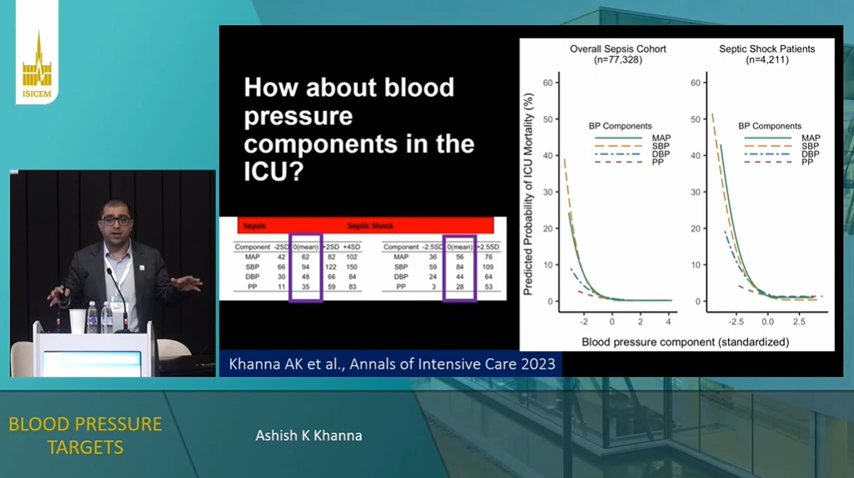 ISICEM
How about blood
pressure
components in the
ICU?
Sepsis Septic Shock
Component -2SD 0(mean) +2SD +4SD
MAP 42 62 82 102
SBP 66 94 122 150
DBP 30 48 66 84
PP 11 35 59 83
Component -2.5SD 0(mean) +2.5SD
MAP 36 56 76
SBP 59 84 109
DBP 24 44 64
PP 3 28 53
Khanna AK et al., Annals of Intensive Care 2023
Overall Sepsis Cohort
(n=77,328)
Septic Shock Patients
(n=4,211)
Predicted Probability of ICU Mortality (%)
60
50
40
30
20
10
0
BP Components
MAP
SBP
DBP
PP
-2 0 2 4
60
50
40
30
20
10
0
BP Components
MAP
SBP
DBP
PP
-2.5 0.0 2.5
Blood pressure component (standardized)
BLOOD PRESSURE
TARGETS
Ashish K Khanna